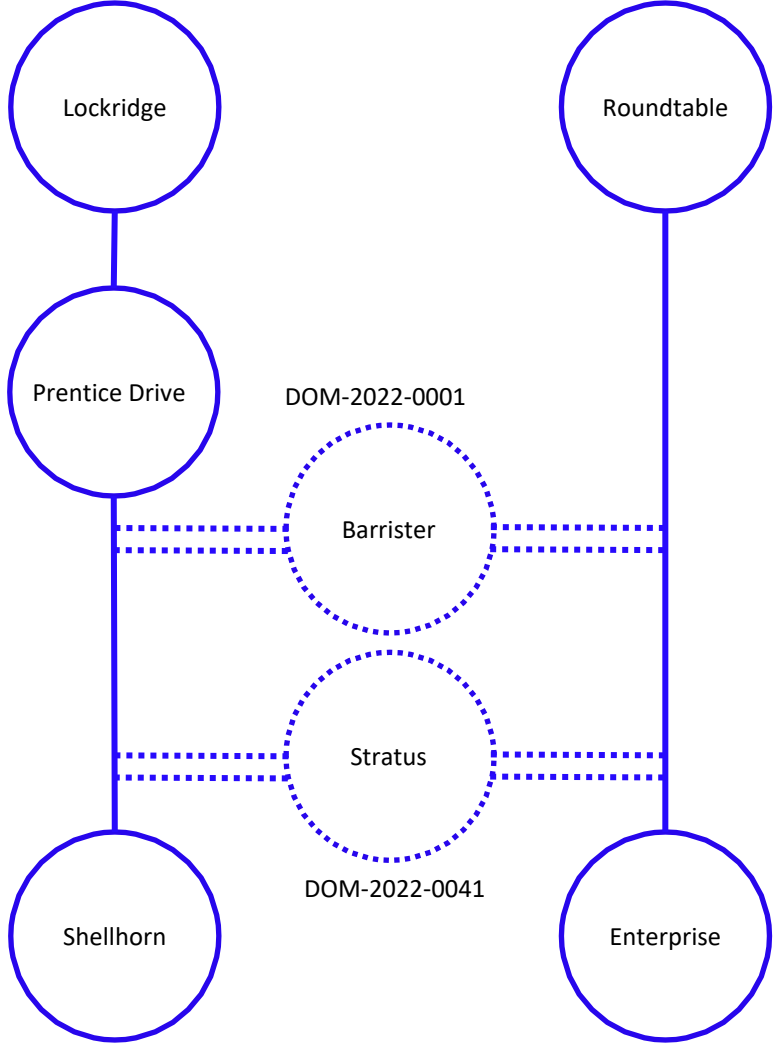 Lockridge
Roundtable
Prentice Drive
DOM-2022-0001
Barrister
Stratus
DOM-2022-0041
Shellhorn
Enterprise